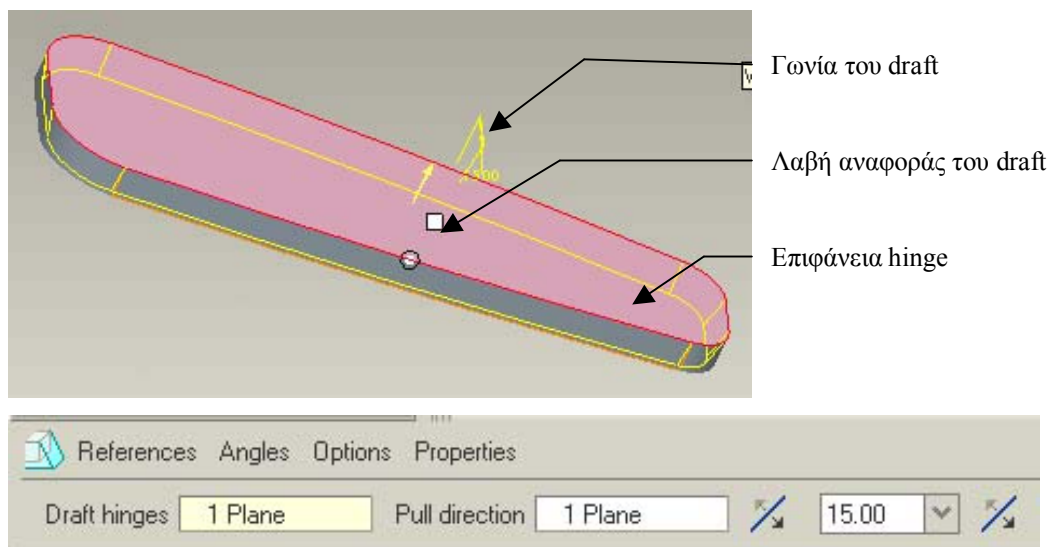 Γωνία του draft
Λαβή αναφοράς του draft
Επιφάνεια hinge
References Angles Options Properties
Draft hinges 1 Plane Pull direction 1 Plane 15.00